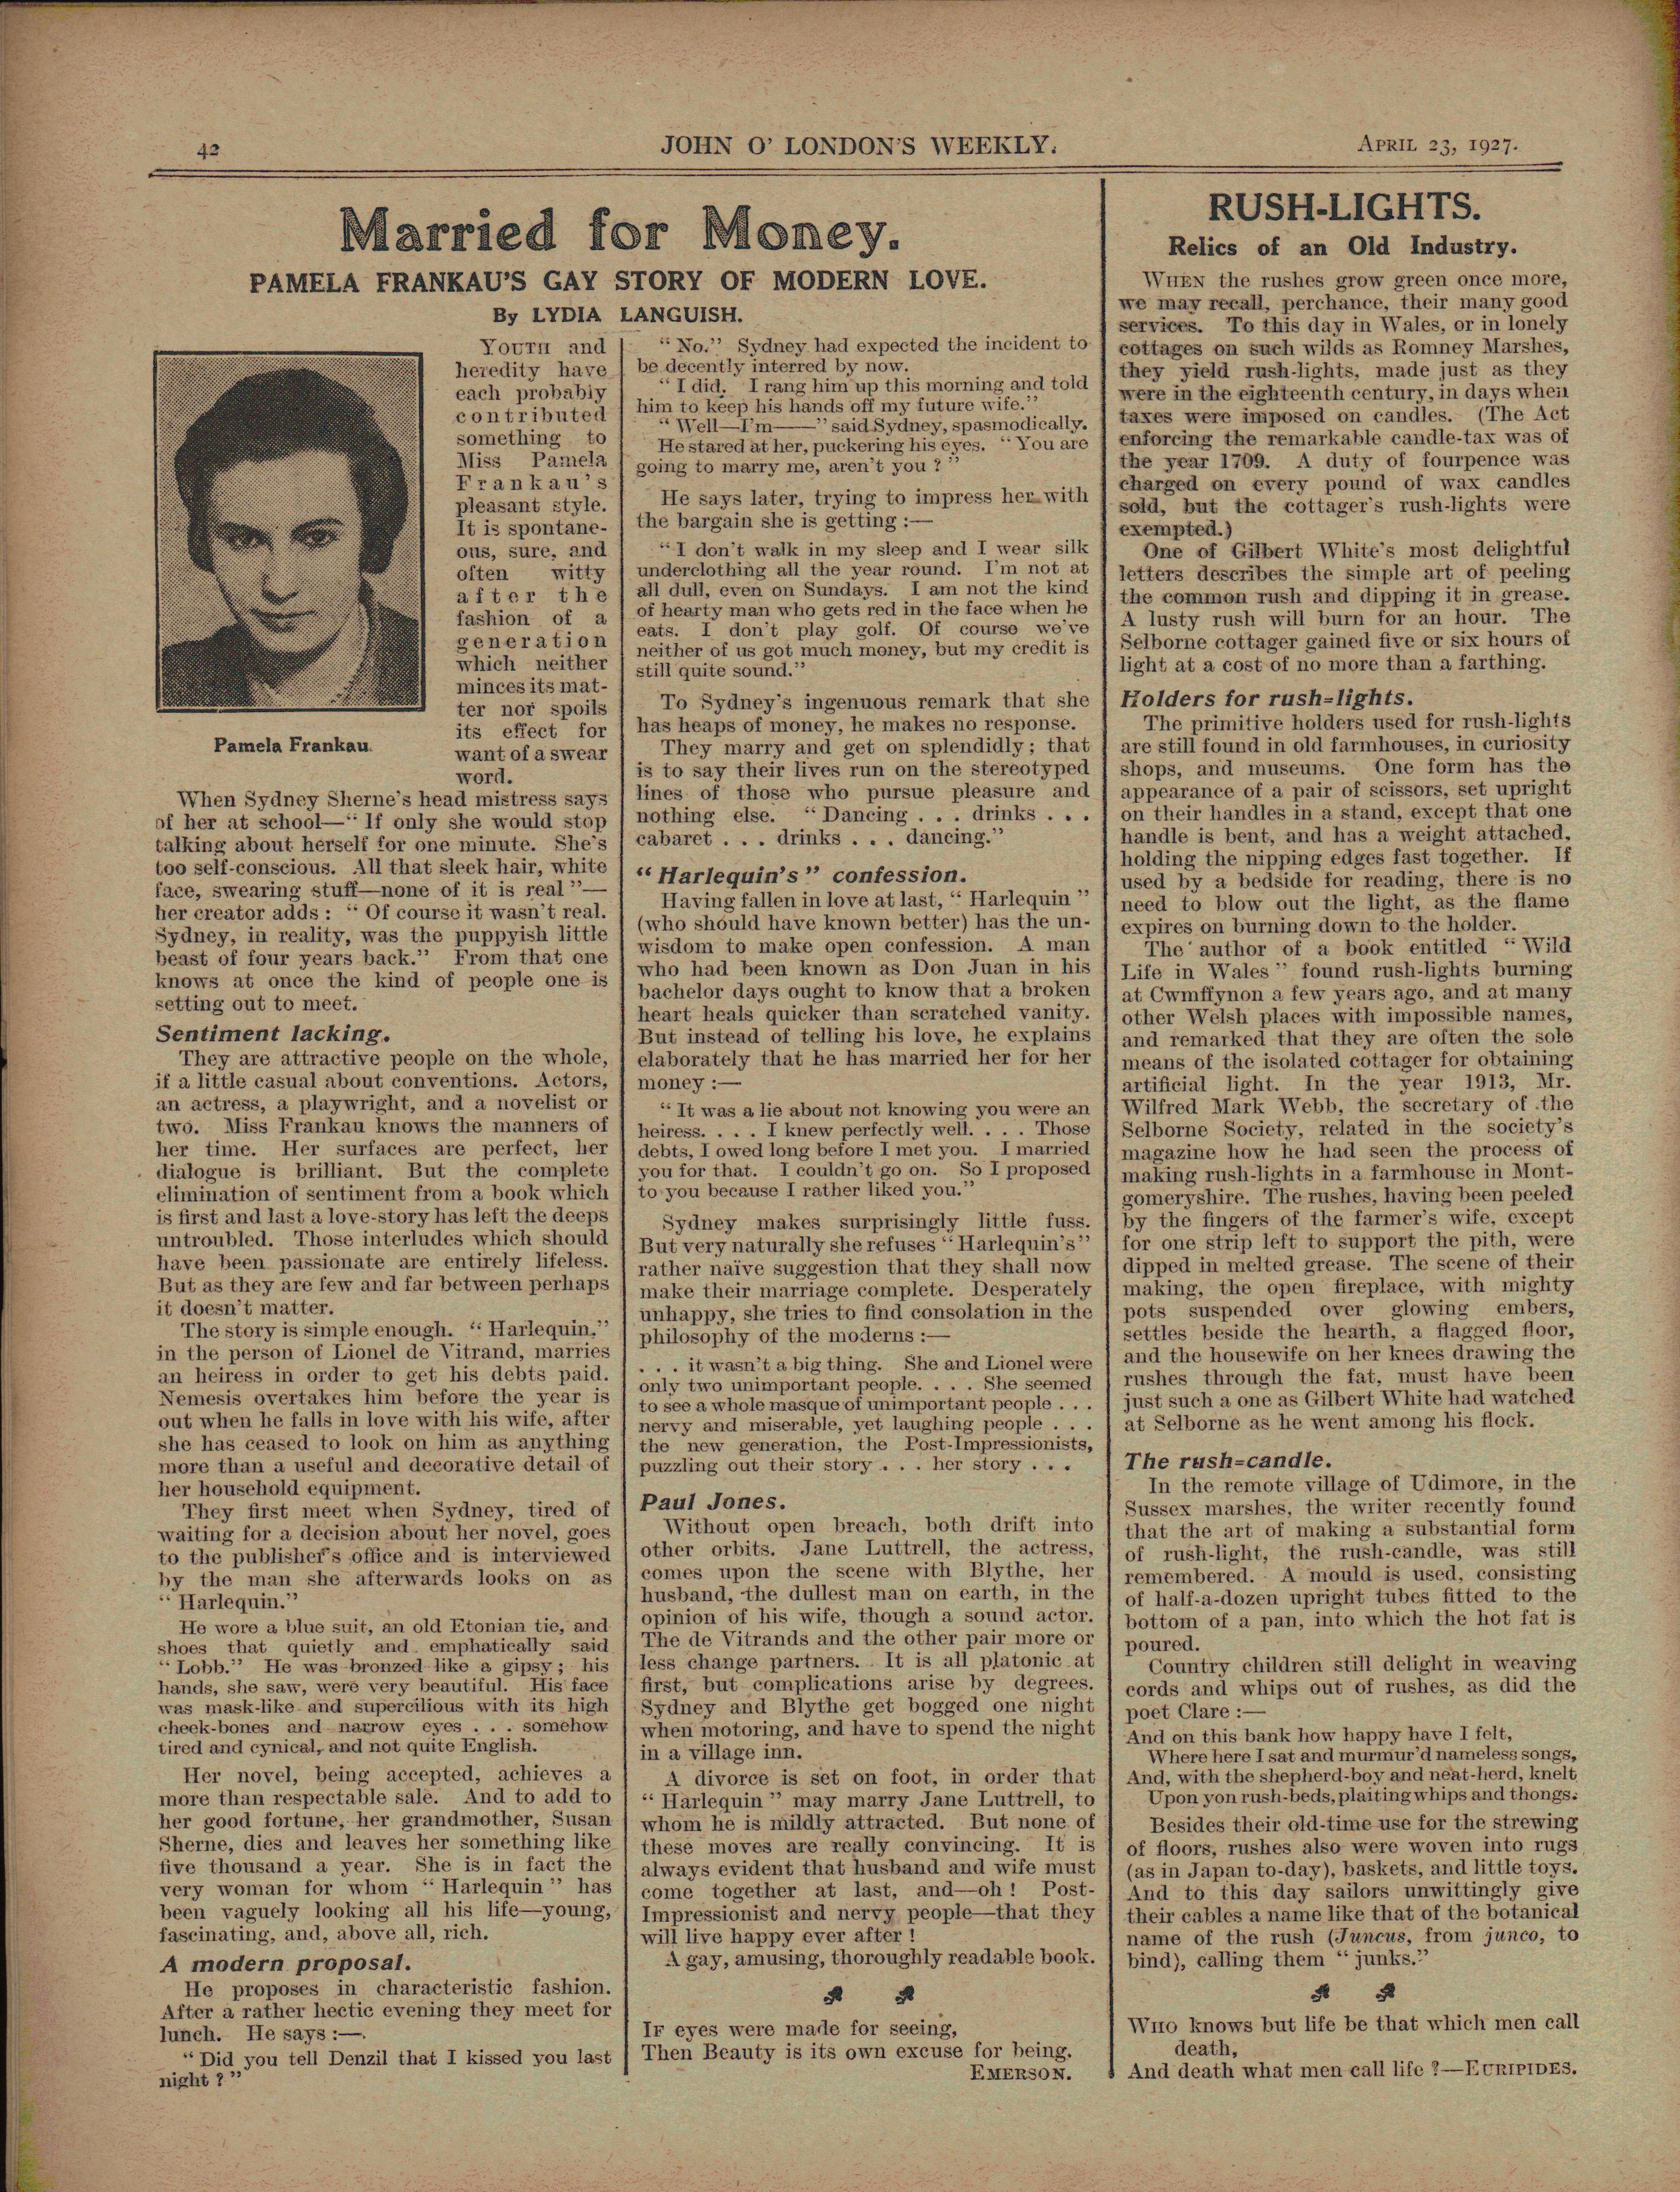 42
JOHN O' LONDON'S WEEKLY.
APRIL 23, 1927.
Married for Money.
PAMELA FRANKAU'S GAY STORY OF MODERN LOVE.
By LYDIA LANGUISH.
Pamela Frankau.
YOUTH and
heredity have
each probably
contributed
something to
Miss Pamela
Frankau's
pleasant style.
It is spontane-
ous, sure, and
often witty
after the
fashion of a
generation
which neither
minces its mat-
ter nor spoils
its effect for
want of a swear
word.
When Sydney Sherne's head mistress says
of her at school—“ If only she would stop
talking about herself for one minute. She's
too self-conscious. All that sleek hair, white
face, swearing stuff—none of it is real ”—
her creator adds : “ Of course it wasn't real.
Sydney, in reality, was the puppyish little
beast of four years back.” From that one
knows at once the kind of people one is
setting out to meet.
Sentiment lacking.
They are attractive people on the whole,
if a little casual about conventions. Actors,
an actress, a playwright, and a novelist or
two. Miss Frankau knows the manners of
her time. Her surfaces are perfect, her
dialogue is brilliant. But the complete
elimination of sentiment from a book which
is first and last a love-story has left the deeps
untroubled. Those interludes which should
have been passionate are entirely lifeless.
But as they are few and far between perhaps
it doesn't matter.
The story is simple enough. “ Harlequin,”
in the person of Lionel de Vitrand, marries
an heiress in order to get his debts paid.
Nemesis overtakes him before the year is
out when he falls in love with his wife, after
she has ceased to look on him as anything
more than a useful and decorative detail of
her household equipment.
They first meet when Sydney, tired of
waiting for a decision about her novel, goes
to the publisher's office and is interviewed
by the man she afterwards looks on as
“ Harlequin.”
He wore a blue suit, an old Etonian tie, and
shoes that quietly and emphatically said
“ Lobb.” He was bronzed like a gipsy ; his
hands, she saw, were very beautiful. His face
was mask-like and supercilious with its high
cheek-bones and narrow eyes . . . somehow
tired and cynical, and not quite English.
Her novel, being accepted, achieves a
more than respectable sale. And to add to
her good fortune, her grandmother, Susan
Sherne, dies and leaves her something like
five thousand a year. She is in fact the
very woman for whom “ Harlequin ” has
been vaguely looking all his life—young,
fascinating, and, above all, rich.
A modern proposal.
He proposes in characteristic fashion.
After a rather hectic evening they meet for
lunch. He says :—
“ Did you tell Denzil that I kissed you last
night ? ”
“ No.” Sydney had expected the incident to
be decently interred by now.
“ I did. I rang him up this morning and told
him to keep his hands off my future wife.”
“ Well—I'm——” said Sydney, spasmodically.
He stared at her, puckering his eyes. “ You are
going to marry me, aren't you ? ”
He says later, trying to impress her with
the bargain she is getting :—
“ I don't walk in my sleep and I wear silk
underclothing all the year round. I'm not at
all dull, even on Sundays. I am not the kind
of hearty man who gets red in the face when he
eats. I don't play golf. Of course we've
neither of us got much money, but my credit is
still quite sound.”
To Sydney's ingenuous remark that she
has heaps of money, he makes no response.
They marry and get on splendidly ; that
is to say their lives run on the stereotyped
lines of those who pursue pleasure and
nothing else. “ Dancing . . . drinks . . .
cabaret . . . drinks . . . dancing.”
“ Harlequin's ” confession.
Having fallen in love at last, “ Harlequin ”
(who should have known better) has the un-
wisdom to make open confession. A man
who had been known as Don Juan in his
bachelor days ought to know that a broken
heart heals quicker than scratched vanity.
But instead of telling his love, he explains
elaborately that he has married her for her
money :—
“ It was a lie about not knowing you were an
heiress. . . . I knew perfectly well. . . . Those
debts, I owed long before I met you. I married
you for that. I couldn't go on. So I proposed
to you because I rather liked you.”
Sydney makes surprisingly little fuss.
But very naturally she refuses “ Harlequin's ”
rather naïve suggestion that they shall now
make their marriage complete. Desperately
unhappy, she tries to find consolation in the
philosophy of the moderns :—
. . . it wasn't a big thing. She and Lionel were
only two unimportant people. . . . She seemed
to see a whole masque of unimportant people . . .
nervy and miserable, yet laughing people . . .
the new generation, the Post-Impressionists,
puzzling out their story . . . her story . . .
Paul Jones.
Without open breach, both drift into
other orbits. Jane Luttrell, the actress,
comes upon the scene with Blythe, her
husband, the dullest man on earth, in the
opinion of his wife, though a sound actor.
The de Vitrands and the other pair more or
less change partners. It is all platonic at
first, but complications arise by degrees.
Sydney and Blythe get bogged one night
when motoring, and have to spend the night
in a village inn.
A divorce is set on foot, in order that
“ Harlequin ” may marry Jane Luttrell, to
whom he is mildly attracted. But none of
these moves are really convincing. It is
always evident that husband and wife must
come together at last, and—oh ! Post-
Impressionist and nervy people—that they
will live happy ever after !
A gay, amusing, thoroughly readable book.
IF eyes were made for seeing,
Then Beauty is its own excuse for being.
EMERSON.
RUSH-LIGHTS.
Relics of an Old Industry.
WHEN the rushes grow green once more,
we may recall, perchance, their many good
services. To this day in Wales, or in lonely
cottages on such wilds as Romney Marshes,
they yield rush-lights, made just as they
were in the eighteenth century, in days when
taxes were imposed on candles. (The Act
enforcing the remarkable candle-tax was of
the year 1709. A duty of fourpence was
charged on every pound of wax candles
sold, but the cottager's rush-lights were
exempted.)
One of Gilbert White's most delightful
letters describes the simple art of peeling
the common rush and dipping it in grease.
A lusty rush will burn for an hour. The
Selborne cottager gained five or six hours of
light at a cost of no more than a farthing.
Holders for rush-lights.
The primitive holders used for rush-lights
are still found in old farmhouses, in curiosity
shops, and museums. One form has the
appearance of a pair of scissors, set upright
on their handles in a stand, except that one
handle is bent, and has a weight attached,
holding the nipping edges fast together. If
used by a bedside for reading, there is no
need to blow out the light, as the flame
expires on burning down to the holder.
The author of a book entitled “ Wild
Life in Wales ” found rush-lights burning
at Cwmffynon a few years ago, and at many
other Welsh places with impossible names,
and remarked that they are often the sole
means of the isolated cottager for obtaining
artificial light. In the year 1913, Mr.
Wilfred Mark Webb, the secretary of the
Selborne Society, related in the society's
magazine how he had seen the process of
making rush-lights in a farmhouse in Mont-
gomeryshire. The rushes, having been peeled
by the fingers of the farmer's wife, except
for one strip left to support the pith, were
dipped in melted grease. The scene of their
making, the open fireplace, with mighty
pots suspended over glowing embers,
settles beside the hearth, a flagged floor,
and the housewife on her knees drawing the
rushes through the fat, must have been
just such a one as Gilbert White had watched
at Selborne as he went among his flock.
The rush-candle.
In the remote village of Udimore, in the
Sussex marshes, the writer recently found
that the art of making a substantial form
of rush-light, the rush-candle, was still
remembered. A mould is used, consisting
of half-a-dozen upright tubes fitted to the
bottom of a pan, into which the hot fat is
poured.
Country children still delight in weaving
cords and whips out of rushes, as did the
poet Clare :—
And on this bank how happy have I felt,
Where here I sat and murmur'd nameless songs,
And, with the shepherd-boy and neat-herd, knelt
Upon yon rush-beds, plaiting whips and thongs.
Besides their old-time use for the strewing
of floors, rushes also were woven into rugs
(as in Japan to-day), baskets, and little toys.
And to this day sailors unwittingly give
their cables a name like that of the botanical
name of the rush (Juncus, from junco, to
bind), calling them “ junks.”
WHO knows but life be that which men call
death,
And death what men call life ?—EURIPIDES.